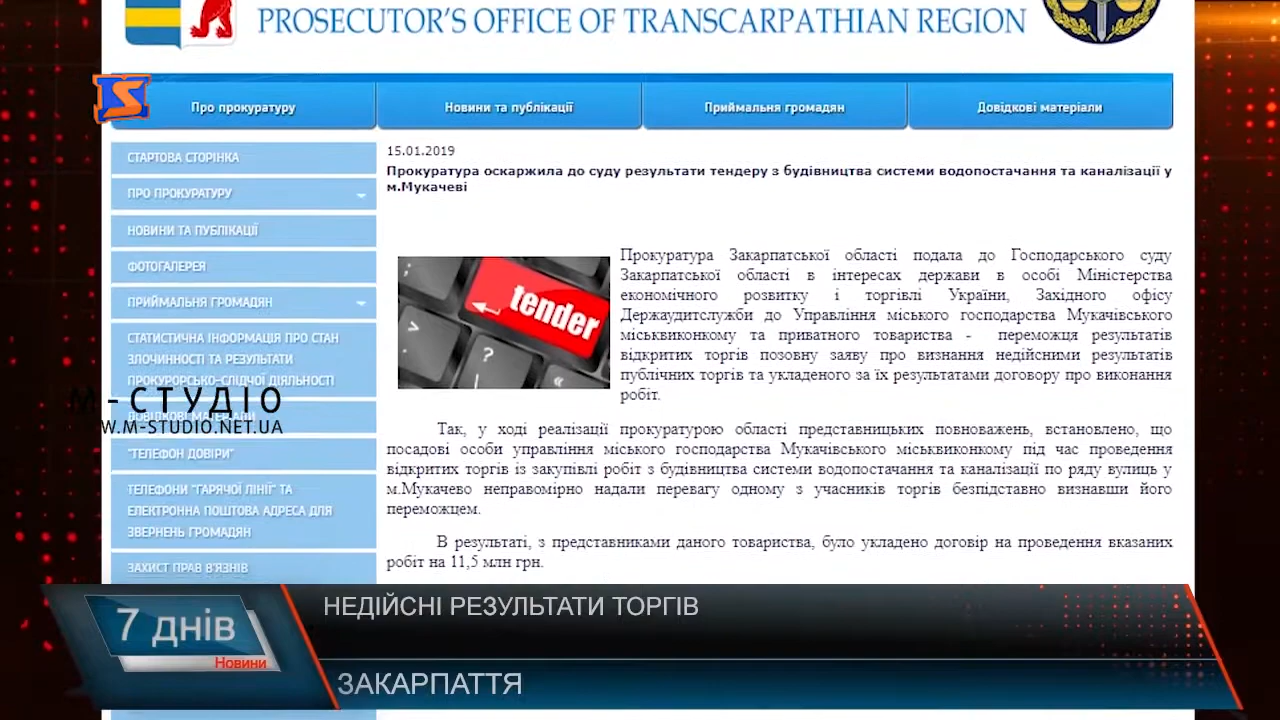 PROSECUTOR'S OFFICE OF TRANSCARPATHIAN REGION
Про прокуратуру
Новини та публікації
Приймальня громадян
Довідкові матеріали
СТАРТОВА СТОРІНКА
ПРО ПРОКУРАТУРУ
НОВИНИ ТА ПУБЛІКАЦІЇ
ФОТОГАЛЕРЕЯ
ПРИЙМАЛЬНЯ ГРОМАДЯН
СТАТИСТИЧНА ІНФОРМАЦІЯ ПРО СТАН
ЗЛОЧИННОСТІ ТА РЕЗУЛЬТАТИ
ПРОКУРОРСЬКО-СЛІДЧОЇ ДІЯЛЬНОСТІ
М-СТУДІО
ДОВІДКОВІ МАТЕРІАЛИ
W.M-STUDIO.NET.UA
"ТЕЛЕФОН ДОВІРИ"
ТЕЛЕФОНИ "ГАРЯЧОЇ ЛІНІЇ" ТА
ЕЛЕКТРОННА ПОШТОВА АДРЕСА ДЛЯ
ЗВЕРНЕНЬ ГРОМАДЯН
ЗАХИСТ ПРАВ В'ЯЗНІВ
15.01.2019
Прокуратура оскаржила до суду результати тендеру з будівництва системи водопостачання та каналізації у
м.Мукачеві
tender
Прокуратура Закарпатської області подала до Господарського суду
Закарпатської області в інтересах держави в особі Міністерства
економічного розвитку і торгівлі України, Західного офісу
Держаудитслужби до Управління міського господарства Мукачівського
міськвиконкому та приватного товариства - переможця результатів
відкритих торгів позовну заяву про визнання недійсними результатів
публічних торгів та укладеного за їх результатами договору про виконання
робіт.
Так, у ході реалізації прокуратурою області представницьких повноважень, встановлено, що
посадові особи управління міського господарства Мукачівського міськвиконкому під час проведення
відкритих торгів із закупівлі робіт з будівництва системи водопостачання та каналізації по ряду вулиць у
м.Мукачево неправомірно надали перевагу одному з учасників торгів безпідставно визнавши його
переможцем.
В результаті, з представниками даного товариства, було укладено договір на проведення вказаних
робіт на 11,5 млн грн.
7 днів
Новини
НЕДІЙСНІ РЕЗУЛЬТАТИ ТОРГІВ
ЗАКАРПАТТЯ